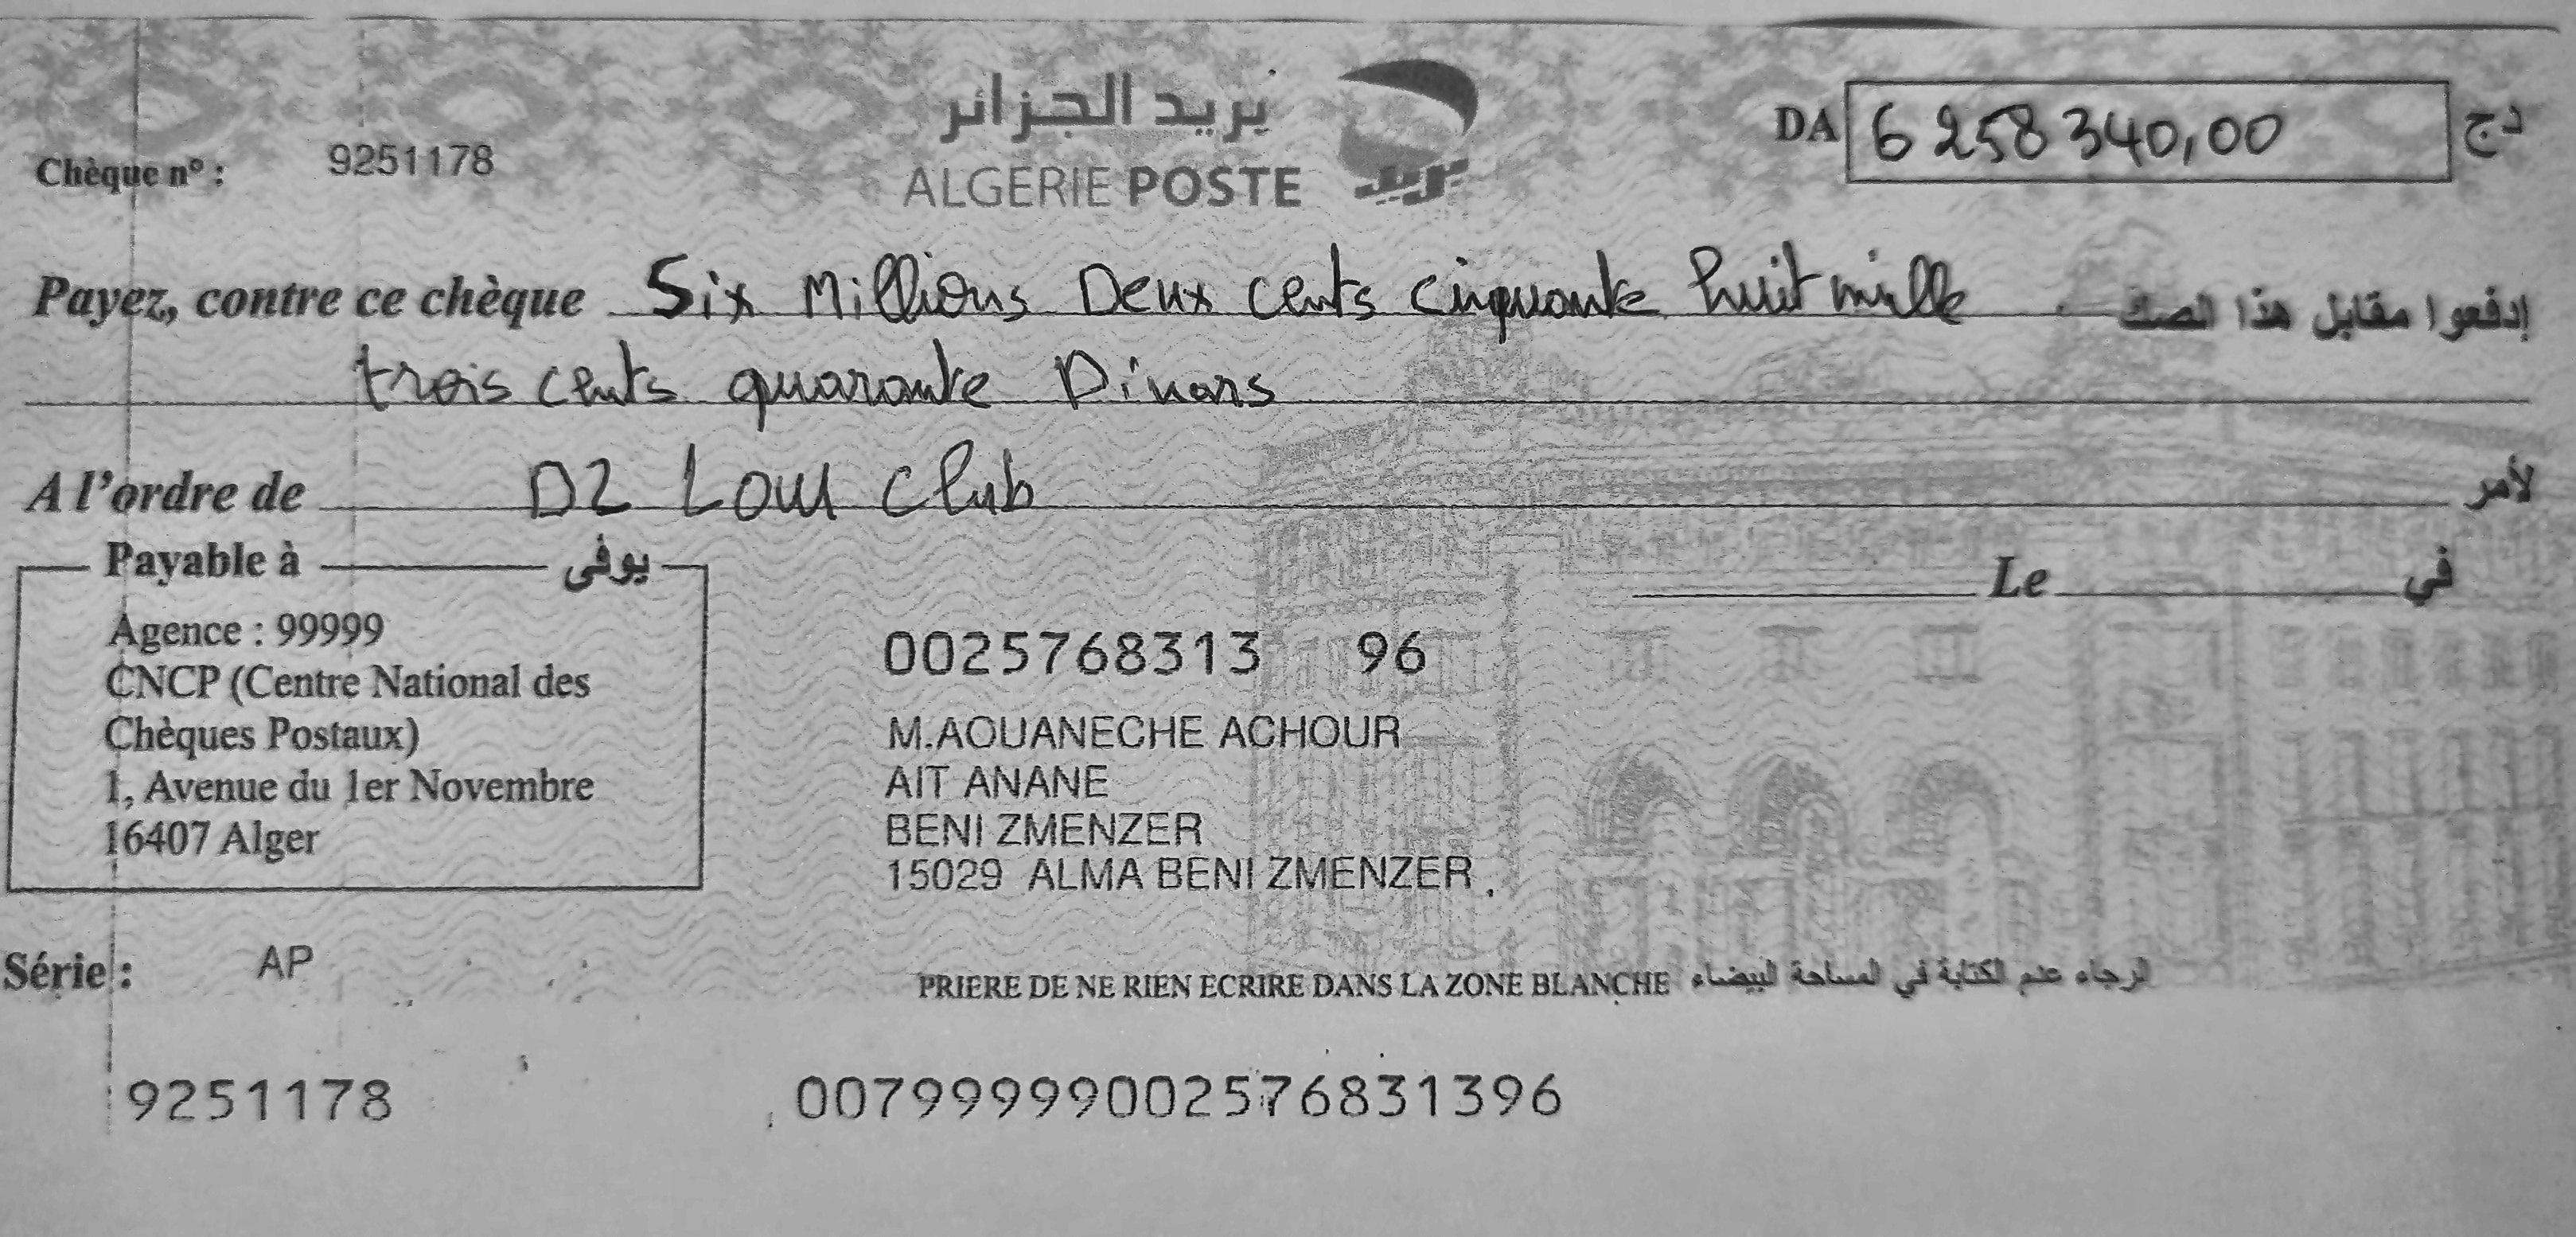 بريد الجزائر
ALGERIE POSTE
بريد
Chèque n° : 9251178
DA 6 258 340,00 دج
Payez, contre ce chèque Six Millions Deux cents cinquante huit mille إدفعوا مقابل هذا الصك
trois cents quarante Dinars
A l'ordre de DZ Low Club لأمر
Payable à يوفى
Le في
Agence : 99999
CNCP (Centre National des
Chèques Postaux)
1, Avenue du 1er Novembre
16407 Alger
0025768313 96
M.AOUANECHE ACHOUR
AIT ANANE
BENI ZMENZER
15029 ALMA BENI ZMENZER
Série : AP
PRIERE DE NE RIEN ECRIRE DANS LA ZONE BLANCHE الرجاء عدم الكتابة في المساحة البيضاء
9251178 00799999002576831396